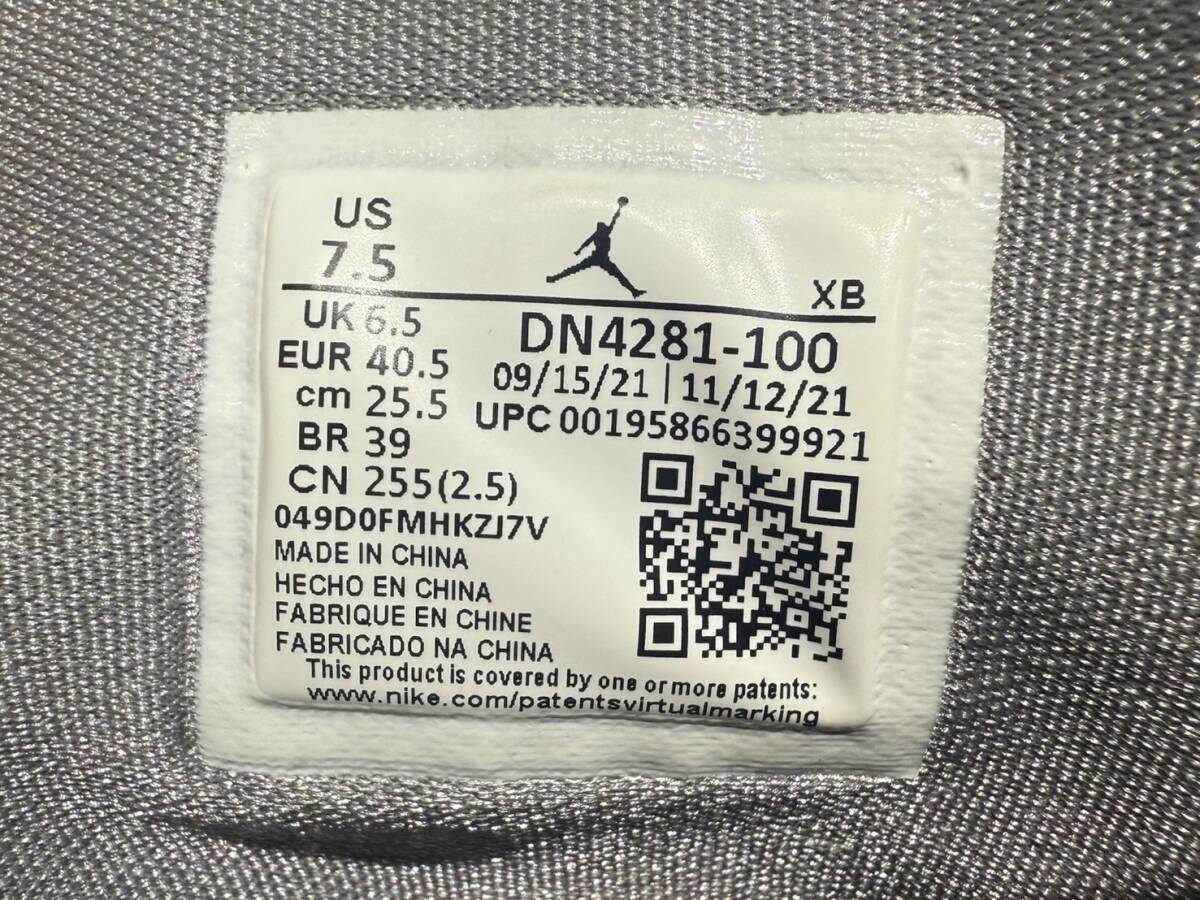 US
7.5
XB
UK 6.5
EUR 40.5
cm 25.5
BR 39
CN 255(2.5)
DN4281-100
09/15/21 | 11/12/21
UPC 00195866399921
049D0FMHKZJ7V
MADE IN CHINA
HECHO EN CHINA
FABRIQUE EN CHINE
FABRICADO NA CHINA
This product is covered by one or more patents:
www.nike.com/patentsvirtualmarking